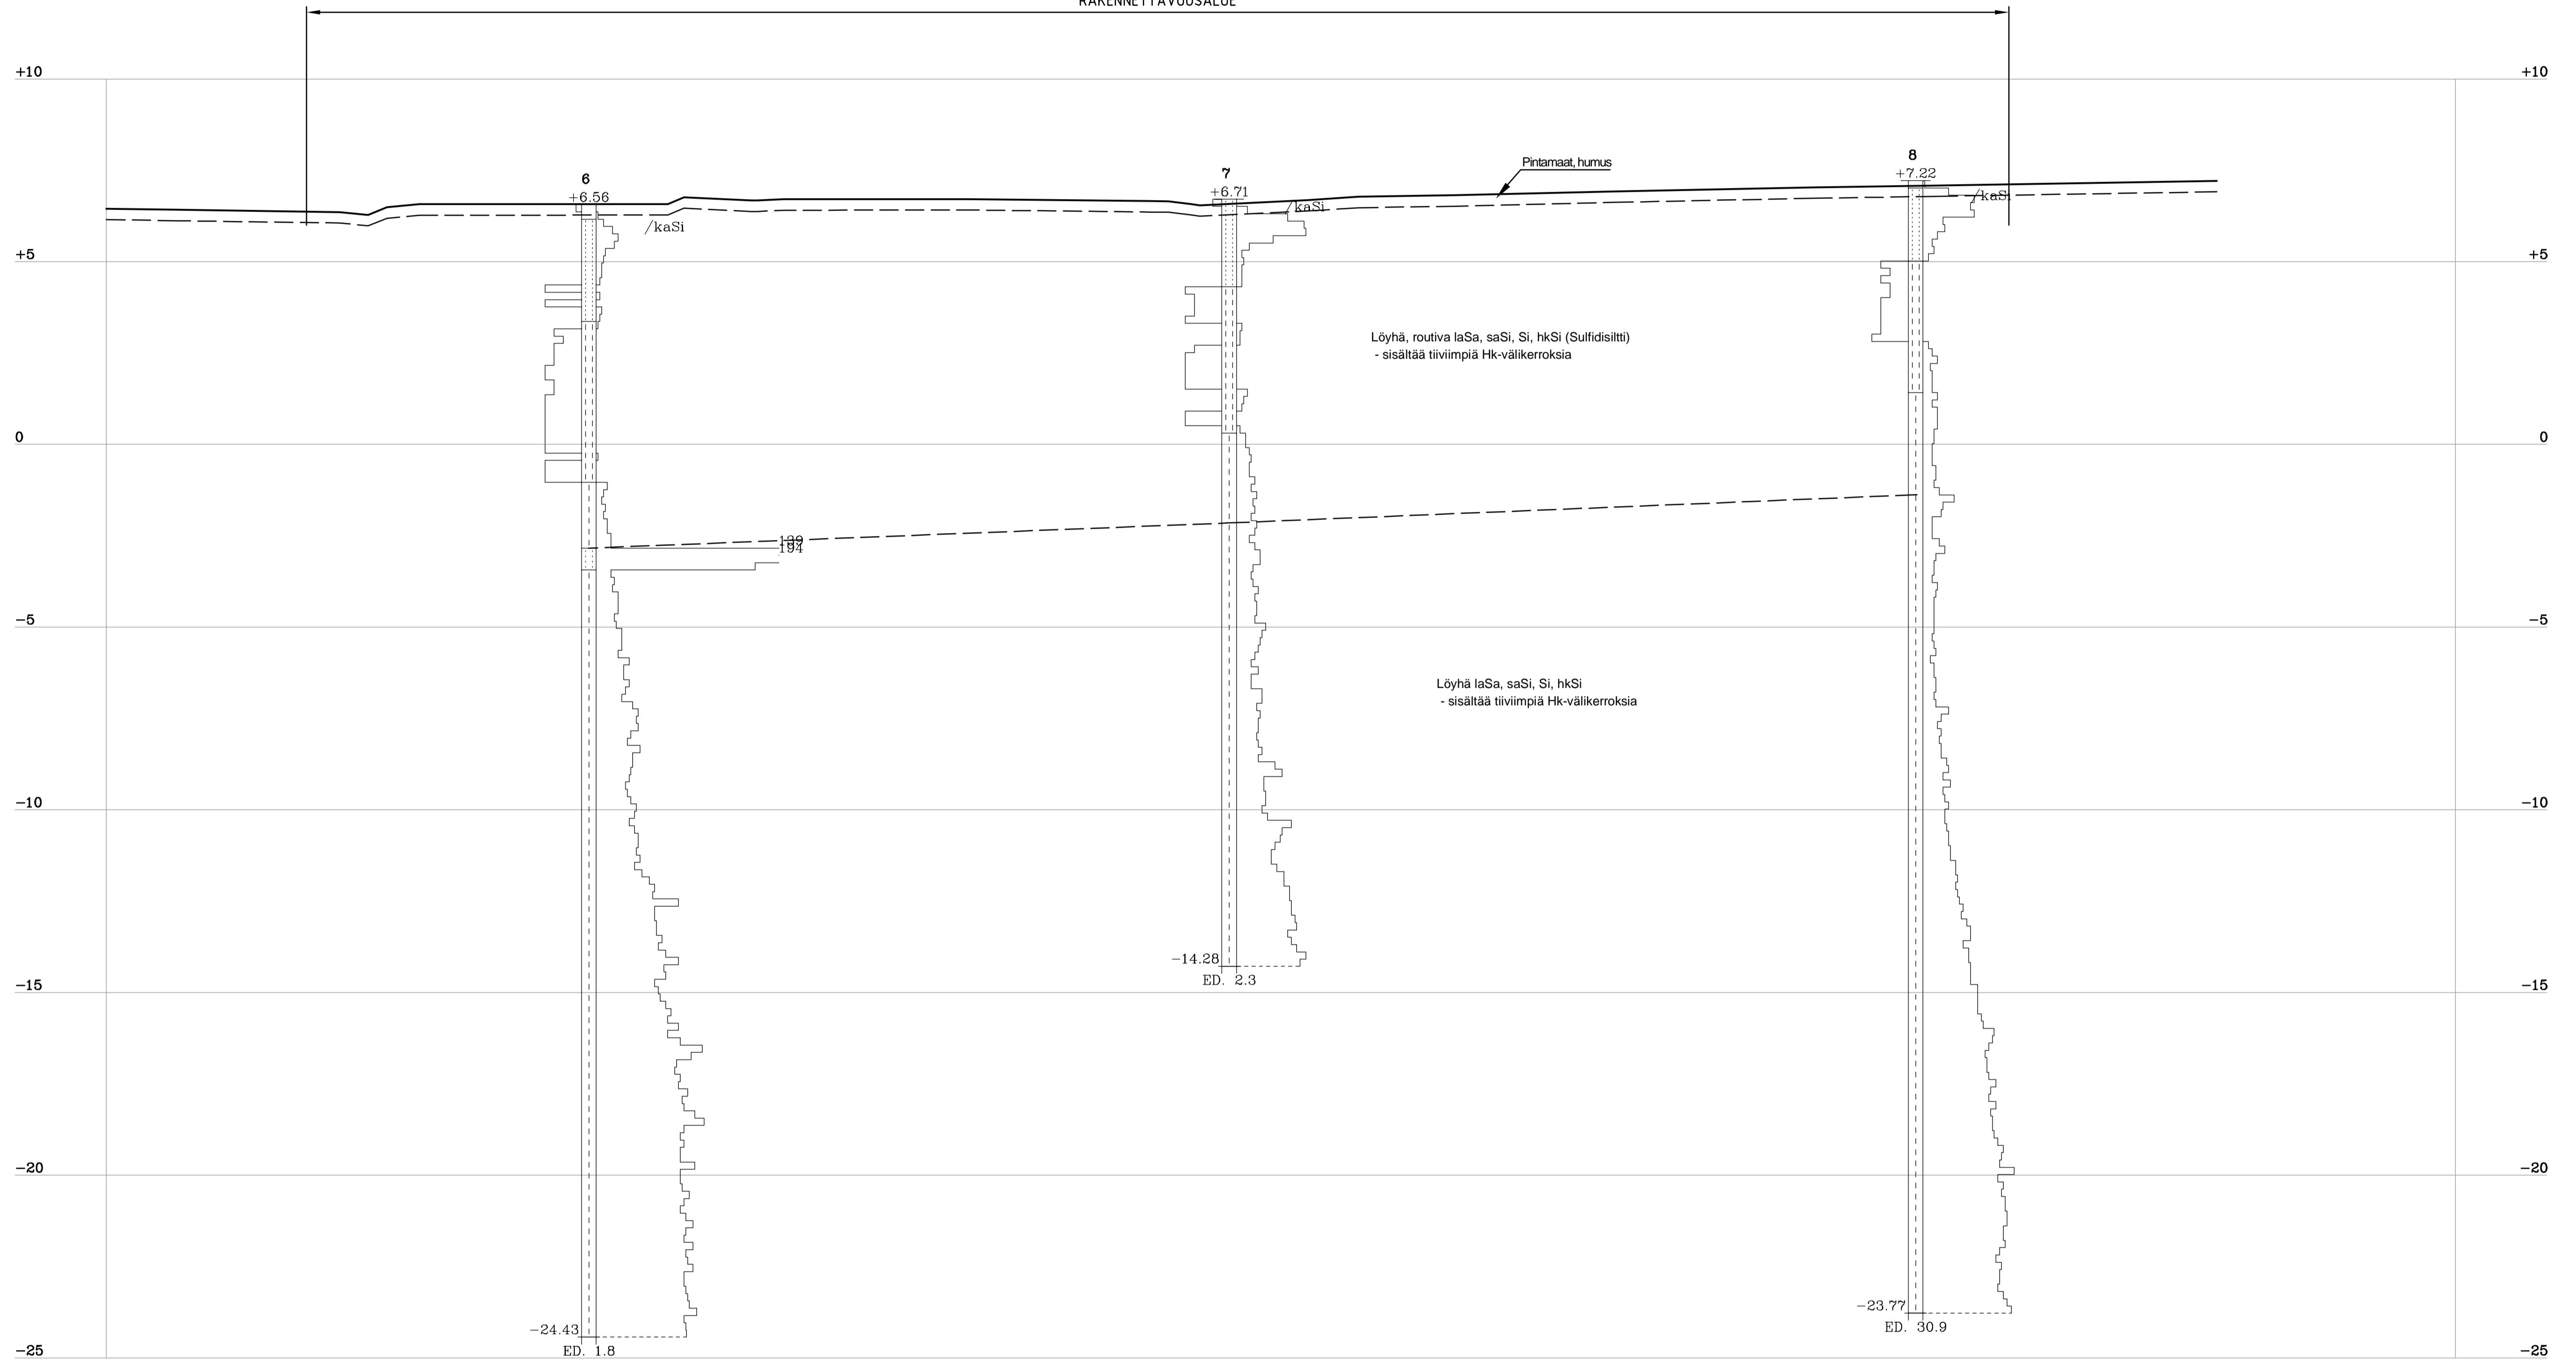 RAKENNETTAVUUSALUE
+10 +10
8
Pintamaat, humus
7
+7.22
6
+6.71
+6.56
/kaSi
/kaSi
/kaSi
+5 +5
Löyhä, routiva laSa, saSi, Si, hkSi (Sulfidisiltti)
- sisältää tiiviimpiä Hk-välikerroksia
0 0
139
194
-5 -5
Löyhä laSa, saSi, Si, hkSi
- sisältää tiiviimpiä Hk-välikerroksia
-10 -10
-14.28
ED. 2.3
-15 -15
-20 -20
-23.77
ED. 30.9
-24.43
ED. 1.8
-25 -25